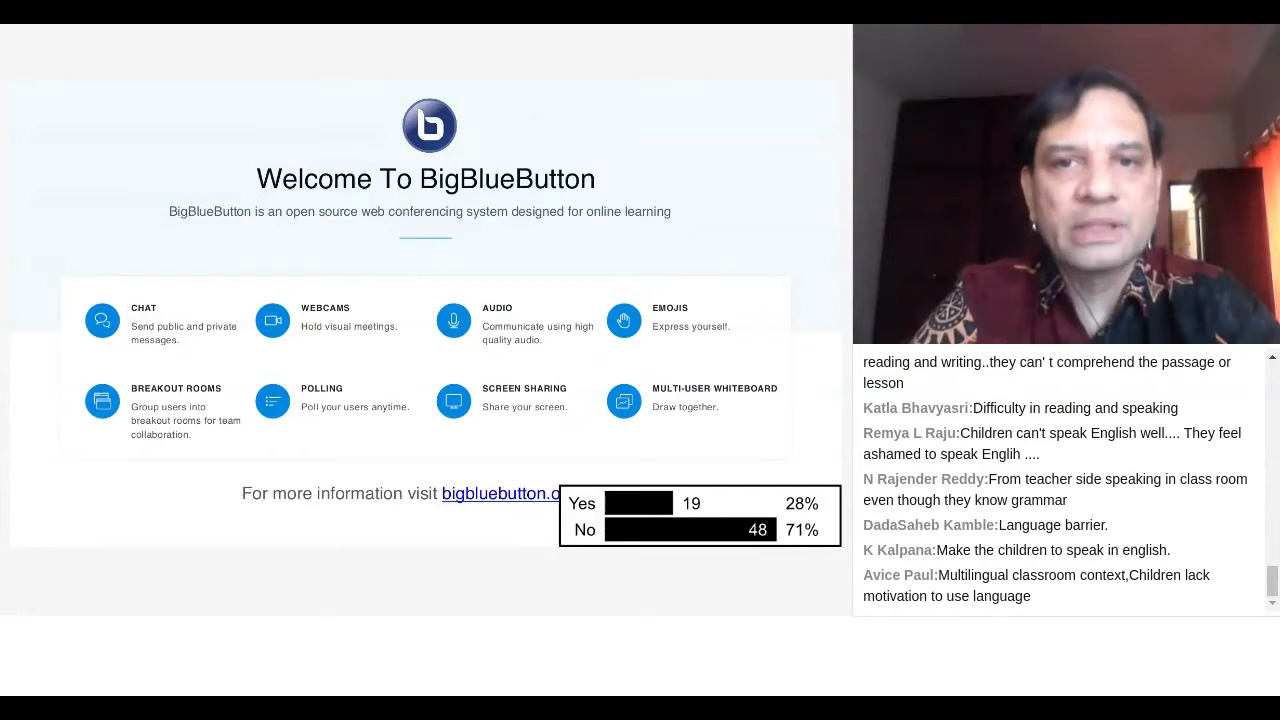 Welcome To BigBlueButton
BigBlueButton is an open source web conferencing system designed for online learning
CHAT
Send public and private
messages.
WEBCAMS
Hold visual meetings.
AUDIO
Communicate using high
quality audio.
EMOJIS
Express yourself.
BREAKOUT ROOMS
Group users into
breakout rooms for team
collaboration.
POLLING
Poll your users anytime.
SCREEN SHARING
Share your screen.
MULTI-USER WHITEBOARD
Draw together.
For more information visit bigbluebutton.o
Yes 19 28%
No 48 71%
reading and writing..they can' t comprehend the passage or
lesson
Katla Bhavyasri:Difficulty in reading and speaking
Remya L Raju:Children can't speak English well.... They feel
ashamed to speak Englih ....
N Rajender Reddy:From teacher side speaking in class room
even though they know grammar
DadaSaheb Kamble:Language barrier.
K Kalpana:Make the children to speak in english.
Avice Paul:Multilingual classroom context,Children lack
motivation to use language